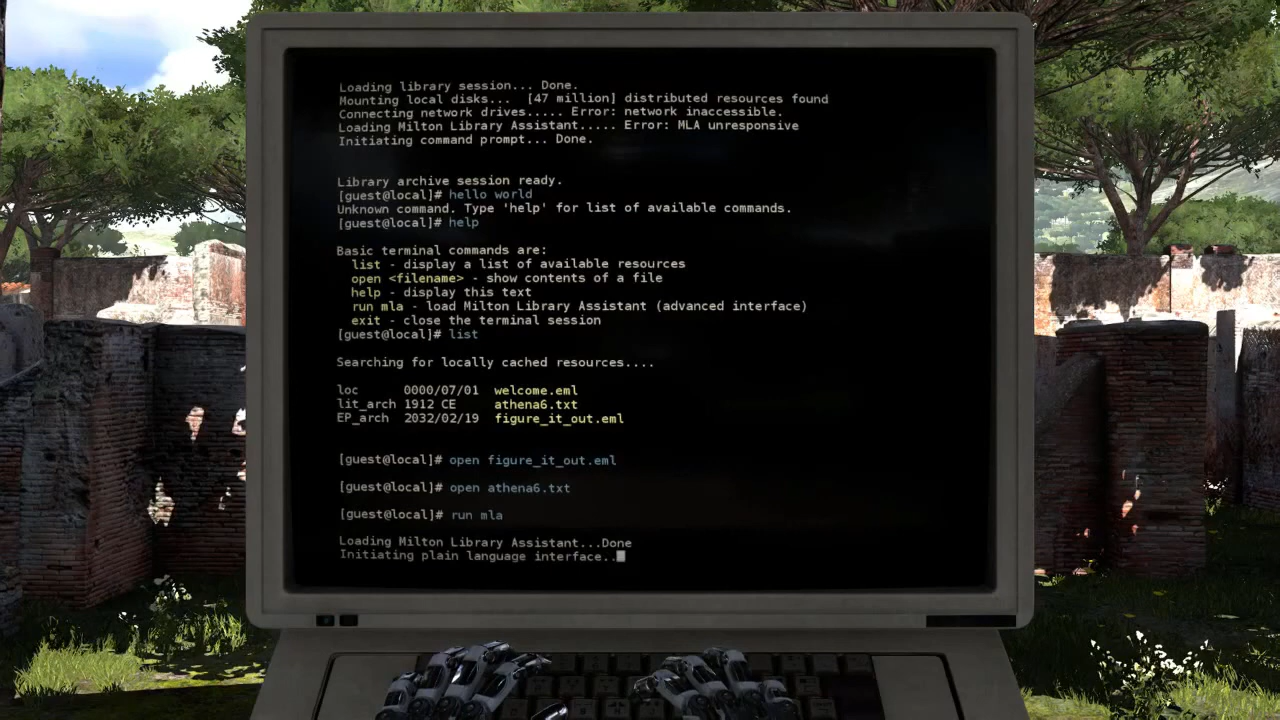 Loading library session... Done.
Mounting local disks... [47 million] distributed resources found
Connecting network drives..... Error: network inaccessible.
Loading Milton Library Assistant..... Error: MLA unresponsive
Initiating command prompt... Done.
Library archive session ready.
[guest@local]# hello world
Unknown command. Type 'help' for list of available commands.
[guest@local]# help
Basic terminal commands are:
list - display a list of available resources
open <filename> - show contents of a file
help - display this text
run mla - load Milton Library Assistant (advanced interface)
exit - close the terminal session
[guest@local]# list
Searching for locally cached resources....
loc 0000/07/01 welcome.eml
lit_arch 1912 CE athena6.txt
EP_arch 2032/02/19 figure_it_out.eml
[guest@local]# open figure_it_out.eml
[guest@local]# open athena6.txt
[guest@local]# run mla
Loading Milton Library Assistant...Done
Initiating plain language interface..